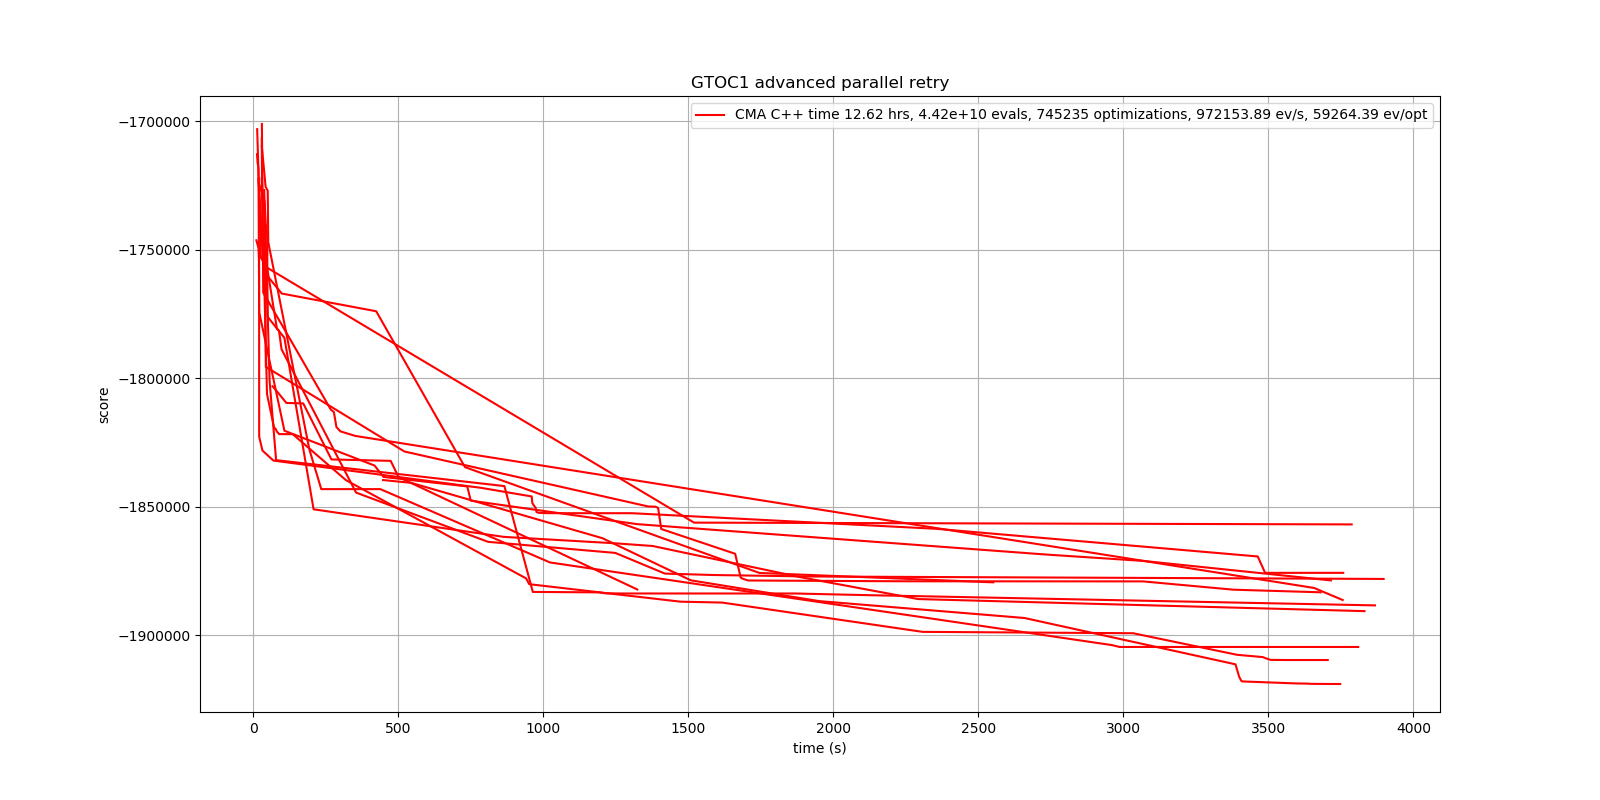 GTOC1 advanced parallel retry
CMA C++ time 12.62 hrs, 4.42e+10 evals, 745235 optimizations, 972153.89 ev/s, 59264.39 ev/opt
−1700000
−1750000
−1800000
−1850000
−1900000
score
0 500 1000 1500 2000 2500 3000 3500 4000
time (s)